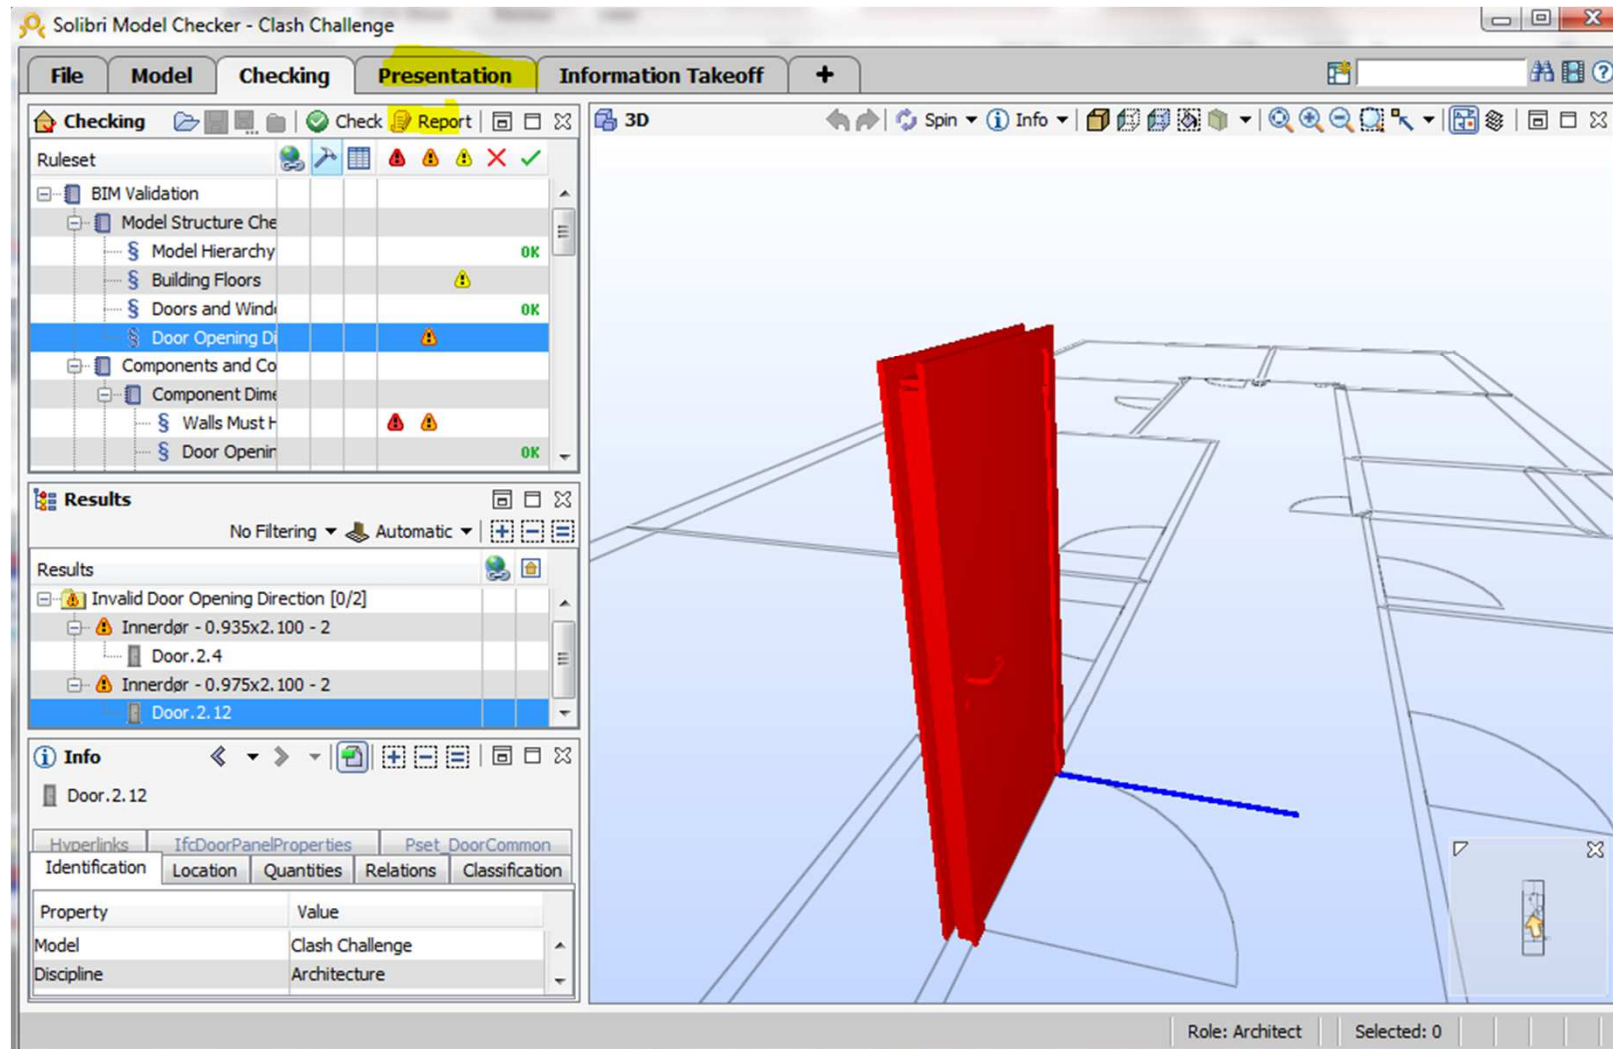 Solibri Model Checker - Clash Challenge
File Model Checking Presentation Information Takeoff +
Checking Check Report
Ruleset
BIM Validation
Model Structure Che
Model Hierarchy OK
§ Building Floors
§ Doors and Wind OK
§ Door Opening Di
Components and Co
Component Dime
§ Walls Must H
§ Door Openin OK
Results
No Filtering Automatic
Results
Invalid Door Opening Direction [0/2]
Innerdør - 0.935x2.100 - 2
Door.2.4
Innerdør - 0.975x2.100 - 2
Door.2.12
Info
Door.2.12
Hyperlinks IfcDoorPanelProperties Pset_DoorCommon
Identification Location Quantities Relations Classification
Property Value
Model Clash Challenge
Discipline Architecture
3D Spin Info
Role: Architect Selected: 0